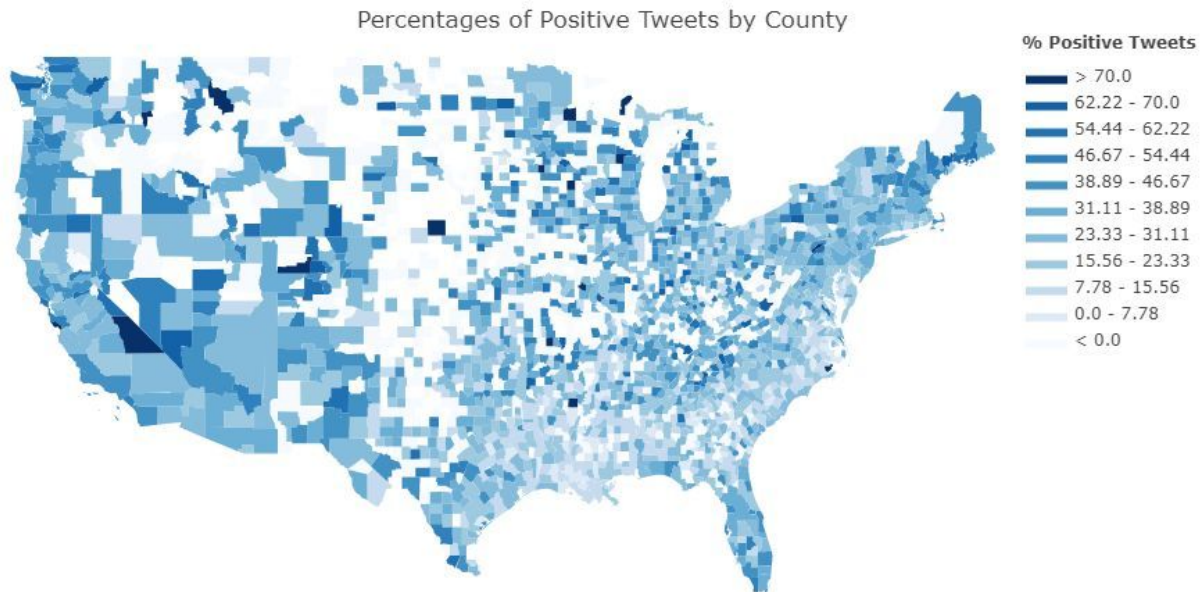 Percentages of Positive Tweets by County
% Positive Tweets
> 70.0
62.22 - 70.0
54.44 - 62.22
46.67 - 54.44
38.89 - 46.67
31.11 - 38.89
23.33 - 31.11
15.56 - 23.33
7.78 - 15.56
0.0 - 7.78
< 0.0